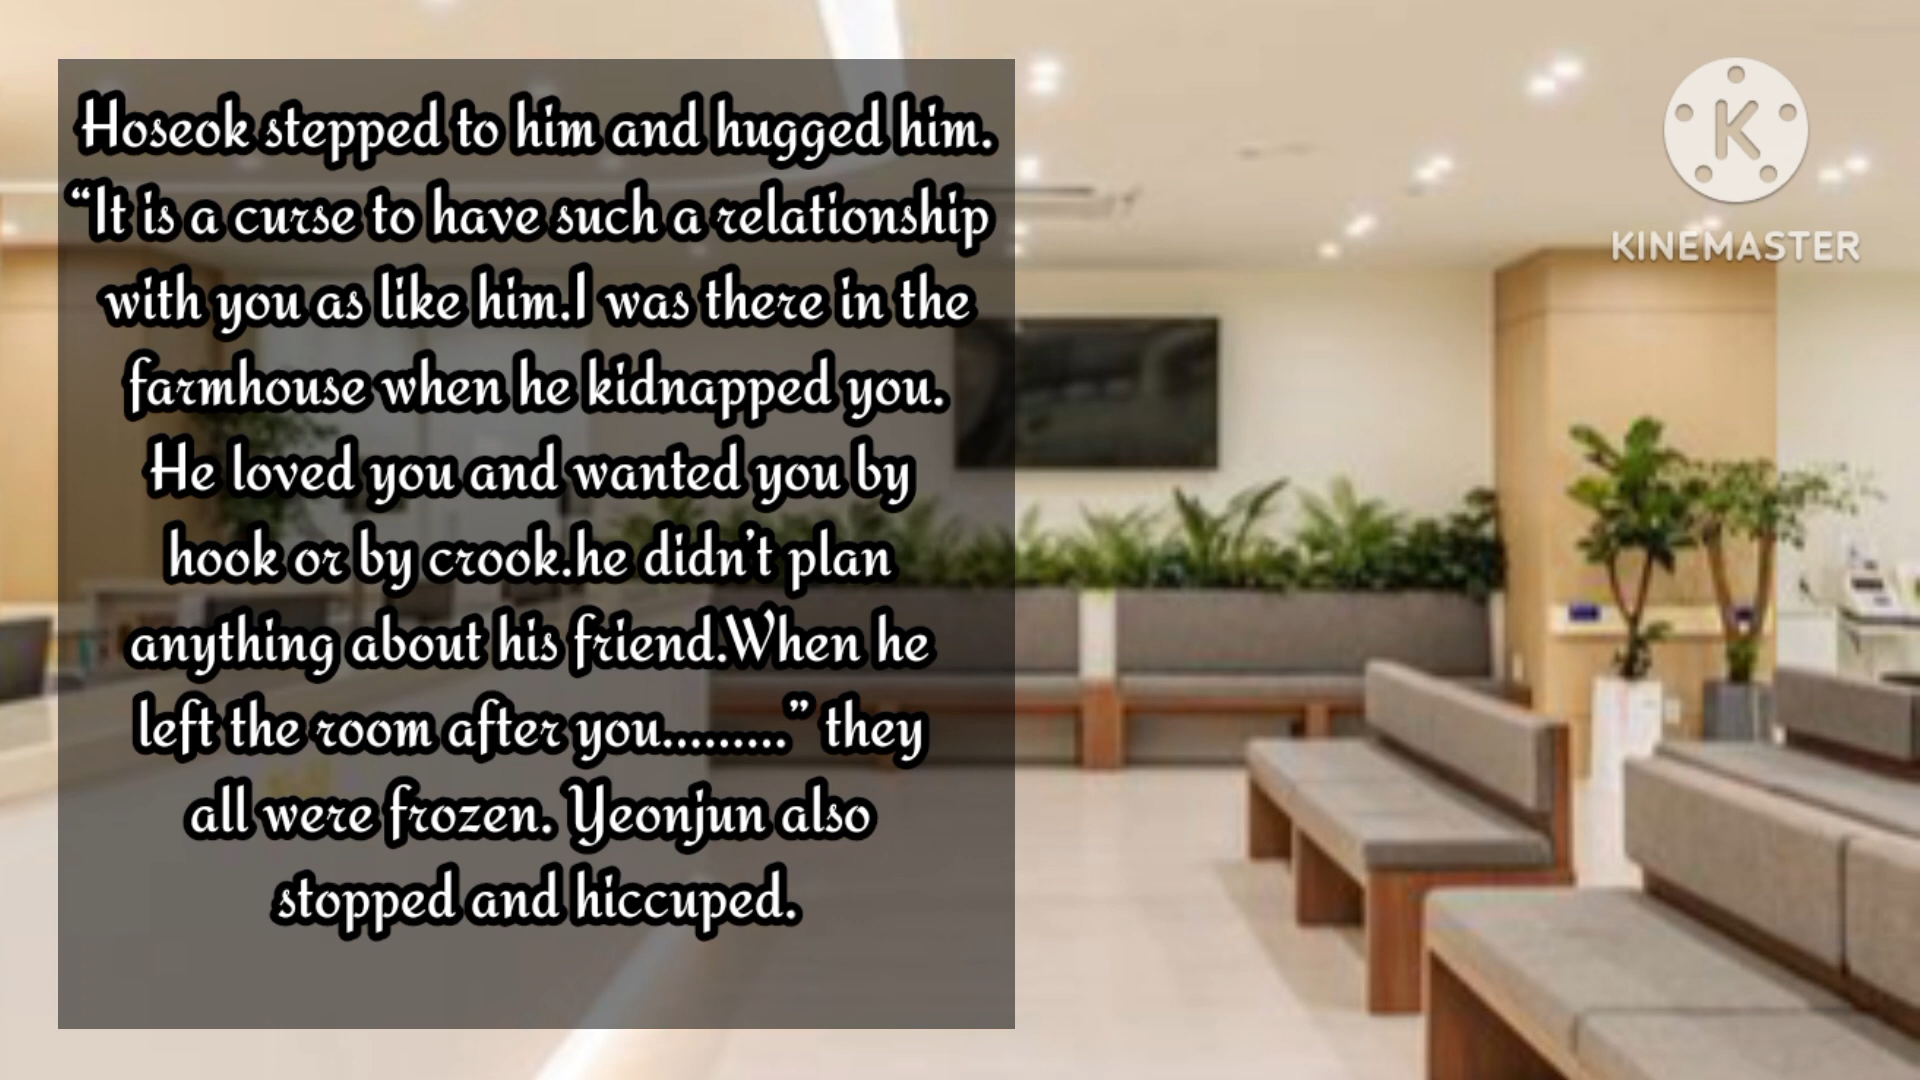 Hoseok stepped to him and hugged him.
“It is a curse to have such a relationship
with you as like him.I was there in the
farmhouse when he kidnapped you.
He loved you and wanted you by
hook or by crook.he didn’t plan
anything about his friend.When he
left the room after you.........” they
all were frozen. Yeonjun also
stopped and hiccuped.
K
KINEMASTER